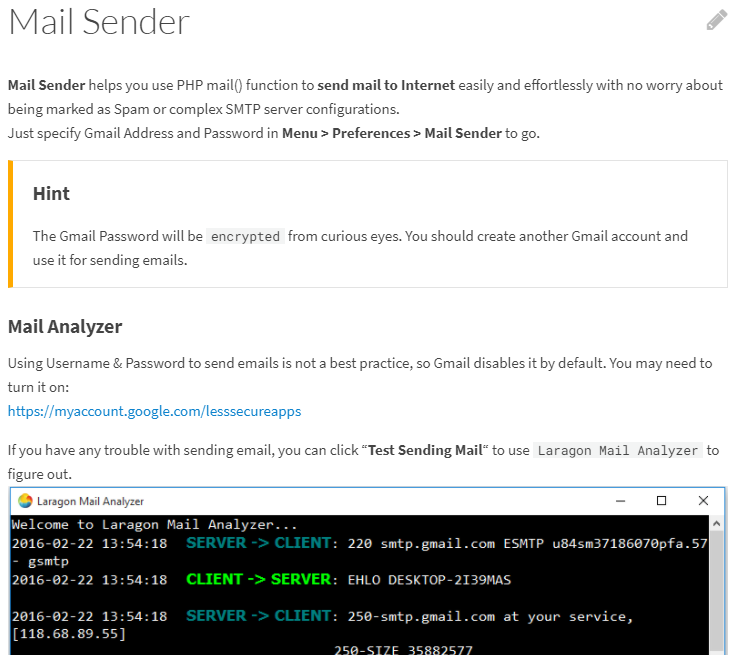 Mail Sender
Mail Sender helps you use PHP mail() function to send mail to Internet easily and effortlessly with no worry about
being marked as Spam or complex SMTP server configurations.
Just specify Gmail Address and Password in Menu > Preferences > Mail Sender to go.
Hint
The Gmail Password will be encrypted from curious eyes. You should create another Gmail account and
use it for sending emails.
Mail Analyzer
Using Username & Password to send emails is not a best practice, so Gmail disables it by default. You may need to
turn it on:
https://myaccount.google.com/lesssecureapps
If you have any trouble with sending email, you can click “Test Sending Mail“ to use Laragon Mail Analyzer to
figure out.
Laragon Mail Analyzer
Welcome to Laragon Mail Analyzer...
2016-02-22 13:54:18 SERVER -> CLIENT: 220 smtp.gmail.com ESMTP u84sm37186070pfa.57
- gsmtp
2016-02-22 13:54:18 CLIENT -> SERVER: EHLO DESKTOP-2I39MAS
2016-02-22 13:54:18 SERVER -> CLIENT: 250-smtp.gmail.com at your service,
[118.68.89.55]
250-SIZE 35882577